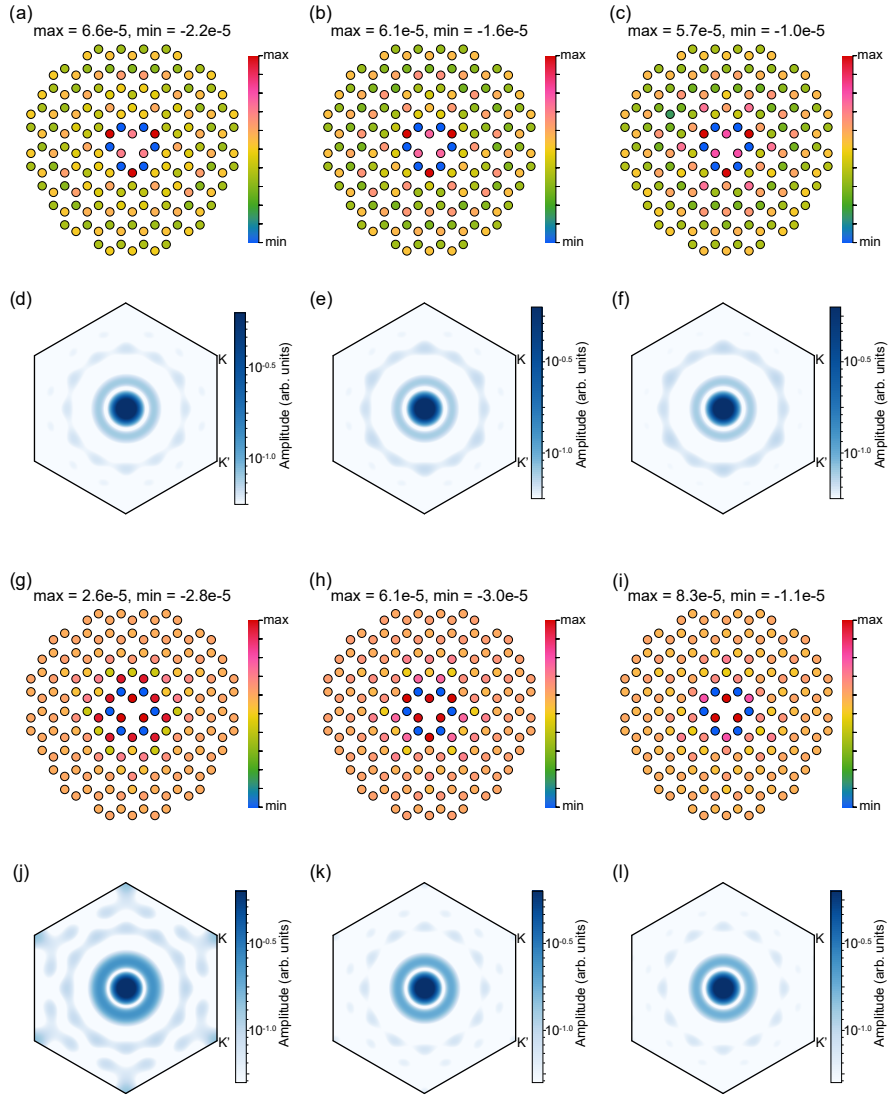 (a)
max = 6.6e-5, min = -2.2e-5
max
min
(b)
max = 6.1e-5, min = -1.6e-5
max
min
(c)
max = 5.7e-5, min = -1.0e-5
max
min
(d)
K
K'
10^-0.5
10^-1.0
Amplitude (arb. units)
(e)
K
K'
10^-0.5
10^-1.0
Amplitude (arb. units)
(f)
K
K'
10^-0.5
10^-1.0
Amplitude (arb. units)
(g)
max = 2.6e-5, min = -2.8e-5
max
min
(h)
max = 6.1e-5, min = -3.0e-5
max
min
(i)
max = 8.3e-5, min = -1.1e-5
max
min
(j)
K
K'
10^-0.5
10^-1.0
Amplitude (arb. units)
(k)
K
K'
10^-0.5
10^-1.0
Amplitude (arb. units)
(l)
K
K'
10^-0.5
10^-1.0
Amplitude (arb. units)